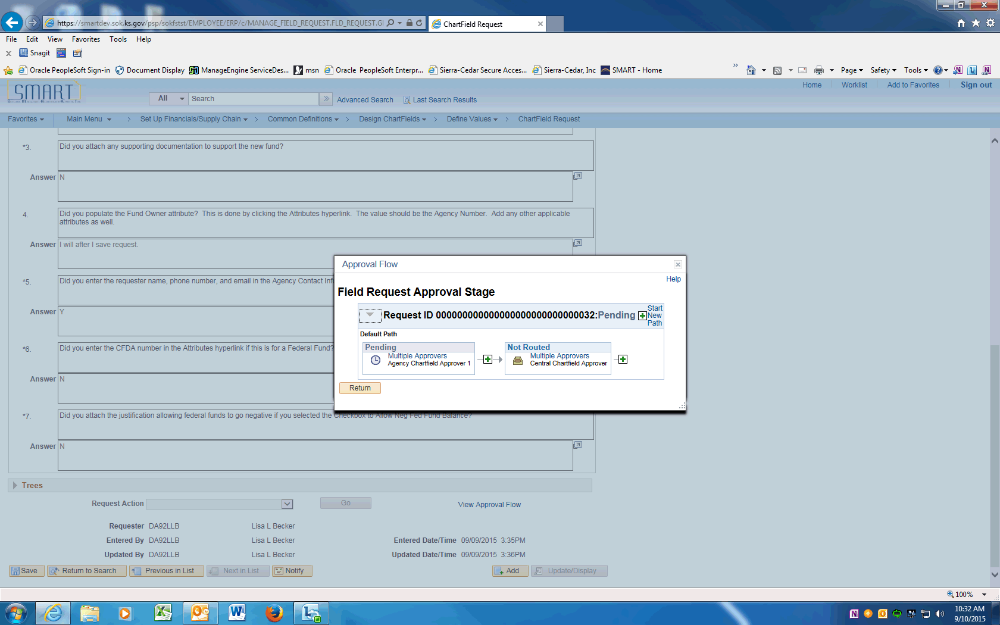 https://smartdev.sok.ks.gov/psp/sokfstst/EMPLOYEE/ERP/c/MANAGE_FIELD_REQUEST.FLD_REQUEST.GI
ChartField Request
File Edit View Favorites Tools Help
Snagit
Oracle PeopleSoft Sign-in Document Display ManageEngine ServiceDes... msn Oracle PeopleSoft Enterpr... Sierra-Cedar Secure Acces... Sierra-Cedar, Inc SMART - Home Page Safety Tools
SMART
Home Worklist Add to Favorites Sign out
All Search Advanced Search Last Search Results
Favorites Main Menu > Set Up Financials/Supply Chain > Common Definitions > Design ChartFields > Define Values > ChartField Request
*3. Did you attach any supporting documentation to support the new fund?
Answer N
4. Did you populate the Fund Owner attribute? This is done by clicking the Attributes hyperlink. The value should be the Agency Number. Add any other applicable
attributes as well.
Answer I will after I save request.
*5. Did you enter the requester name, phone number, and email in the Agency Contact Inf
Answer Y
*6. Did you enter the CFDA number in the Attributes hyperlink if this is for a Federal Fund?
Answer N
*7. Did you attach the justification allowing federal funds to go negative if you selected the Checkbox to Allow Neg Fed Fund Balance?
Answer N
Approval Flow
Help
Field Request Approval Stage
Request ID 0000000000000000000000000032:Pending
Start
New
Path
Default Path
Pending
Multiple Approvers
Agency Chartfield Approver 1
Not Routed
Multiple Approvers
Central Chartfield Approver
Return
Trees
Request Action Go View Approval Flow
Requester DA92LLB Lisa L Becker
Entered By DA92LLB Lisa L Becker Entered Date/Time 09/09/2015 3:35PM
Updated By DA92LLB Lisa L Becker Updated Date/Time 09/09/2015 3:36PM
Save Return to Search Previous in List Next in List Notify Add Update/Display
100%
10:32 AM
9/10/2015